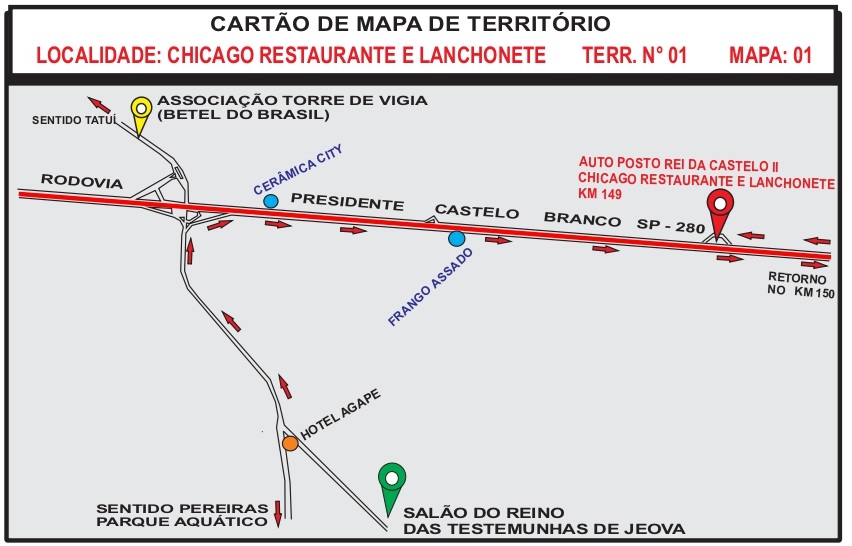 CARTÃO DE MAPA DE TERRITÓRIO
LOCALIDADE: CHICAGO RESTAURANTE E LANCHONETE TERR. N° 01 MAPA: 01
SENTIDO TATUÍ
ASSOCIAÇÃO TORRE DE VIGIA
(BETEL DO BRASIL)
CERÂMICA CITY
AUTO POSTO REI DA CASTELO II
CHICAGO RESTAURANTE E LANCHONETE
KM 149
RODOVIA PRESIDENTE CASTELO BRANCO SP - 280
FRANGO ASSADO
RETORNO
NO KM 150
HOTEL AGAPE
SENTIDO PEREIRAS
PARQUE AQUÁTICO
SALÃO DO REINO
DAS TESTEMUNHAS DE JEOVA